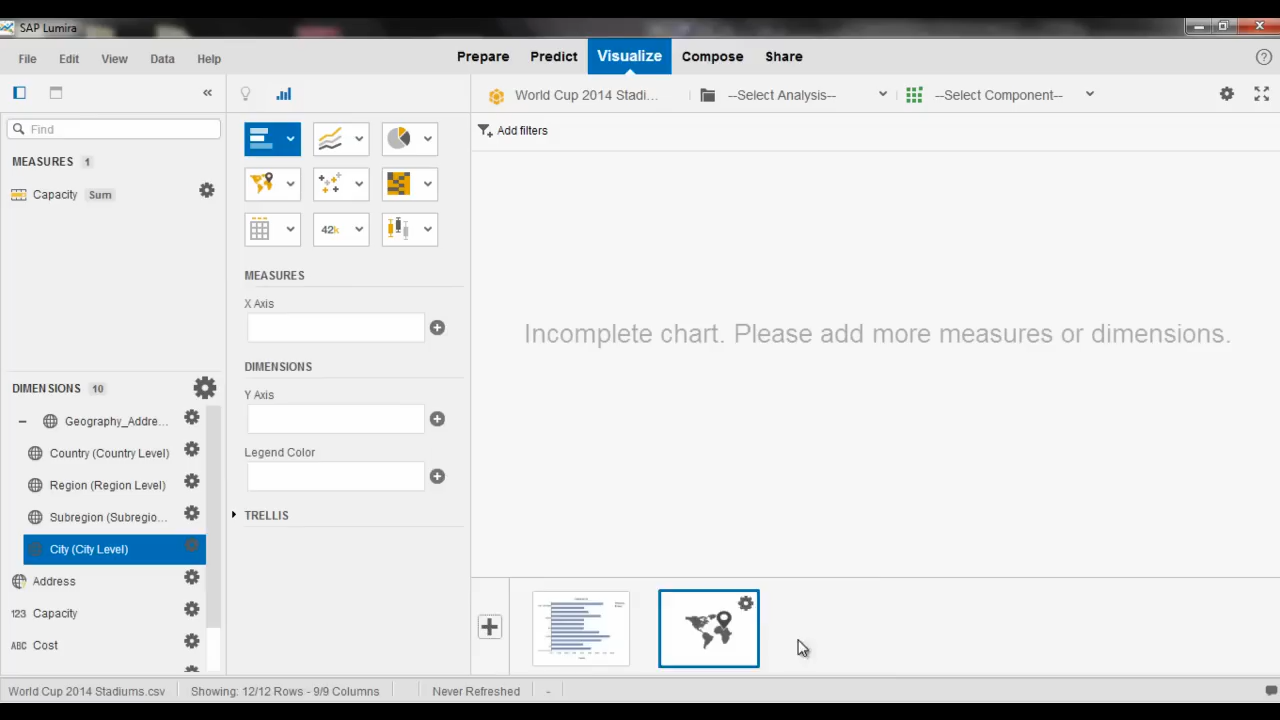 SAP Lumira
File Edit View Data Help
Prepare Predict Visualize Compose Share
World Cup 2014 Stadi... --Select Analysis-- --Select Component--
Find
Add filters
MEASURES 1
Capacity Sum
42k
MEASURES
X Axis
Incomplete chart. Please add more measures or dimensions.
DIMENSIONS 10
Geography_Addre...
Country (Country Level)
Region (Region Level)
Subregion (Subregio...
City (City Level)
Address
123 Capacity
ABC Cost
DIMENSIONS
Y Axis
Legend Color
TRELLIS
World Cup 2014 Stadiums.csv Showing: 12/12 Rows - 9/9 Columns Never Refreshed -